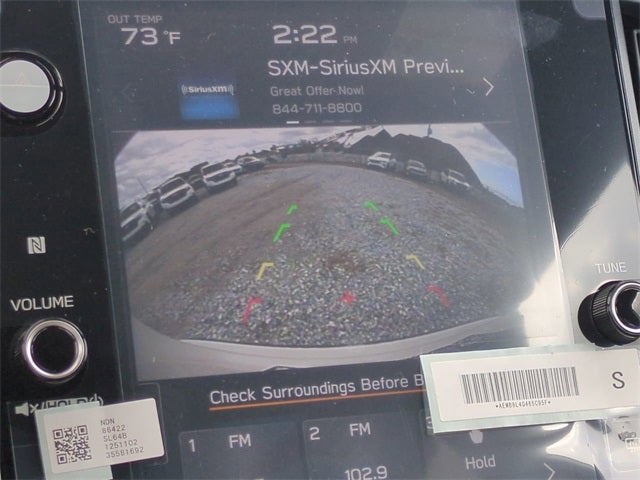 OUT TEMP
73 °F
2:22 PM
SXM-SiriusXM Previ...
((SiriusXM))
Great Offer Now!
844-711-8800
VOLUME
TUNE
Check Surroundings Before B
S
NDN
86422
SL64B
1251102
35581692
1 FM
2 FM
102.9
Hold